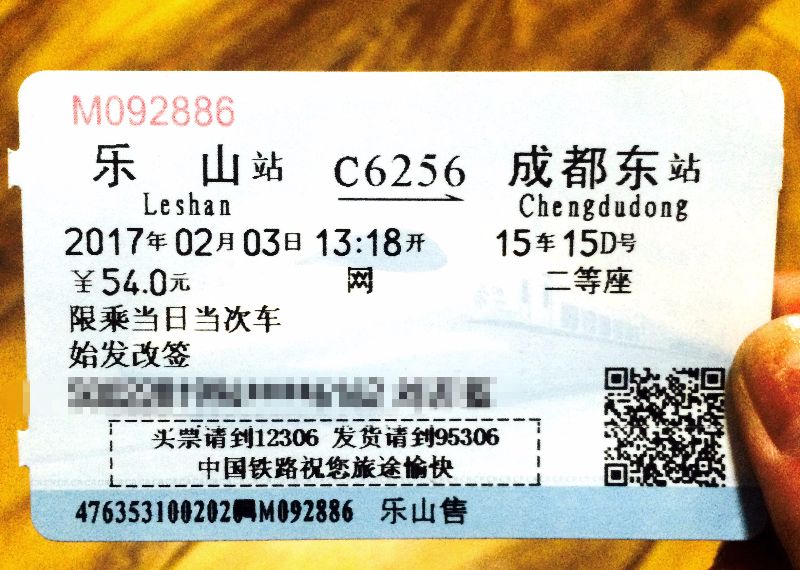 M092886
乐 山站 C6256 成都东站
Leshan Chengdudong
2017年02月03日13:18开 15车15D号
¥54.0元 网 二等座
限乘当日当次车
始发改签
买票请到12306 发货请到95306
中国铁路祝您旅途愉快
M092886 乐山售